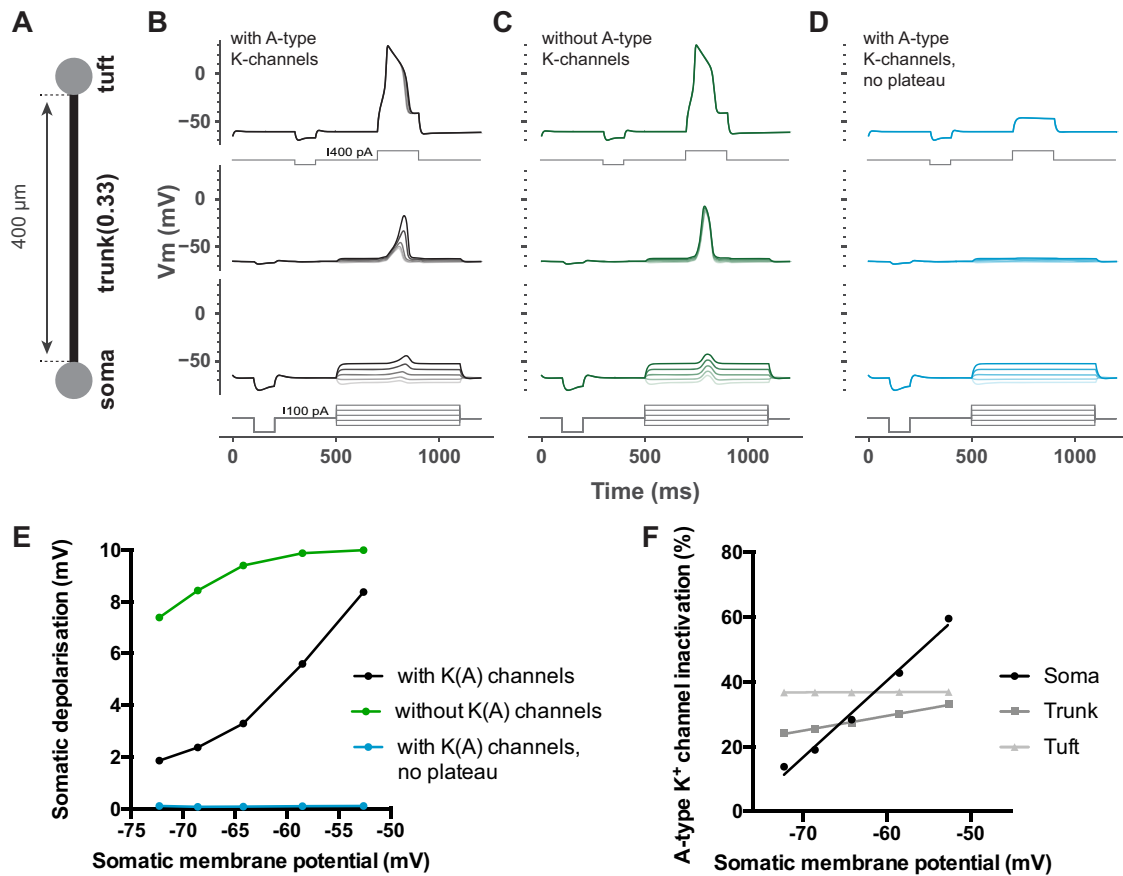 A
tuft
400 µm
trunk(0.33)
soma
B
with A-type
K-channels
0
−50
I400 pA
Vm (mV)
0
−50
0
−50
I100 pA
0
500
1000
C
without A-type
K-channels
0
500
1000
Time (ms)
D
with A-type
K-channels,
no plateau
0
500
1000
E
Somatic depolarisation (mV)
10
8
6
4
2
0
-75
-70
-65
-60
-55
-50
Somatic membrane potential (mV)
with K(A) channels
without K(A) channels
with K(A) channels,
no plateau
F
A-type K⁺ channel inactivation (%)
80
60
40
20
0
-70
-60
-50
Somatic membrane potential (mV)
Soma
Trunk
Tuft